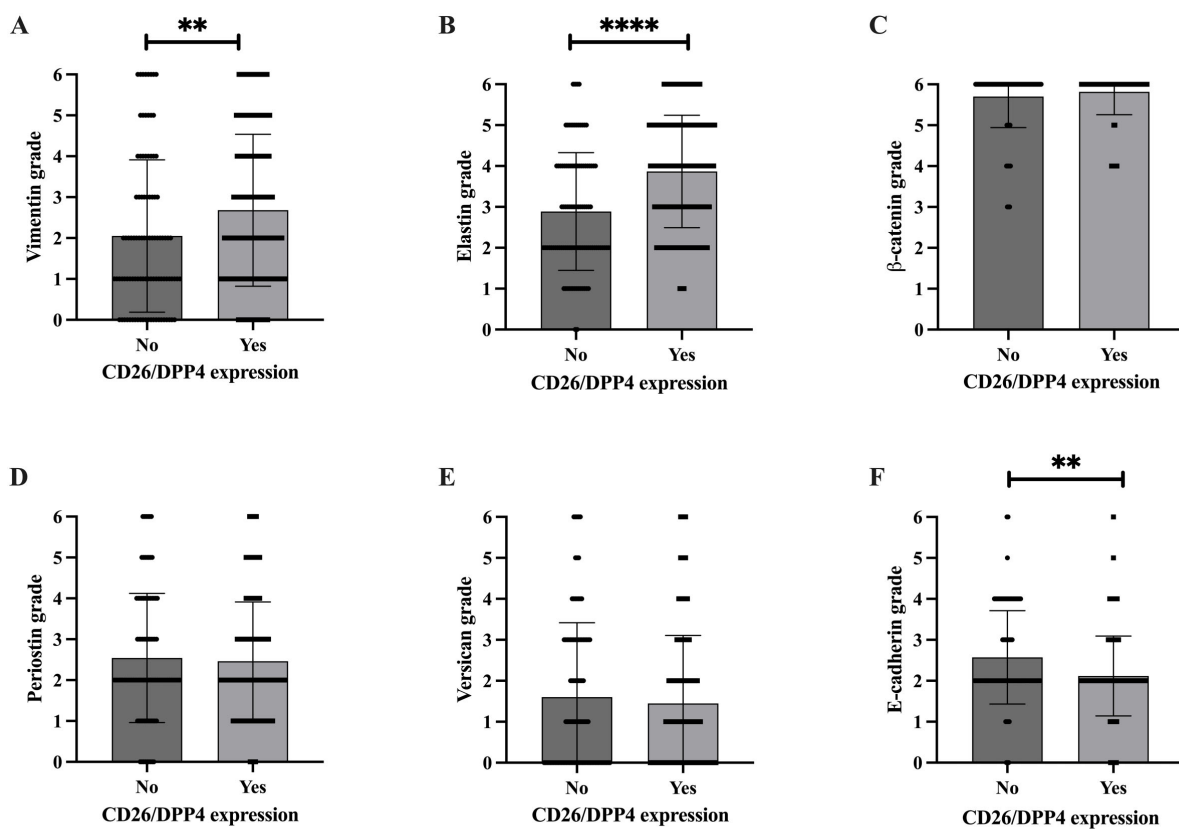 A
**
Vimentin grade
6
5
4
3
2
1
0
No
Yes
CD26/DPP4 expression
B
****
Elastin grade
6
5
4
3
2
1
0
No
Yes
CD26/DPP4 expression
C
β-catenin grade
6
5
4
3
2
1
0
No
Yes
CD26/DPP4 expression
D
Periostin grade
6
5
4
3
2
1
0
No
Yes
CD26/DPP4 expression
E
Versican grade
6
5
4
3
2
1
0
No
Yes
CD26/DPP4 expression
F
**
E-cadherin grade
6
5
4
3
2
1
0
No
Yes
CD26/DPP4 expression